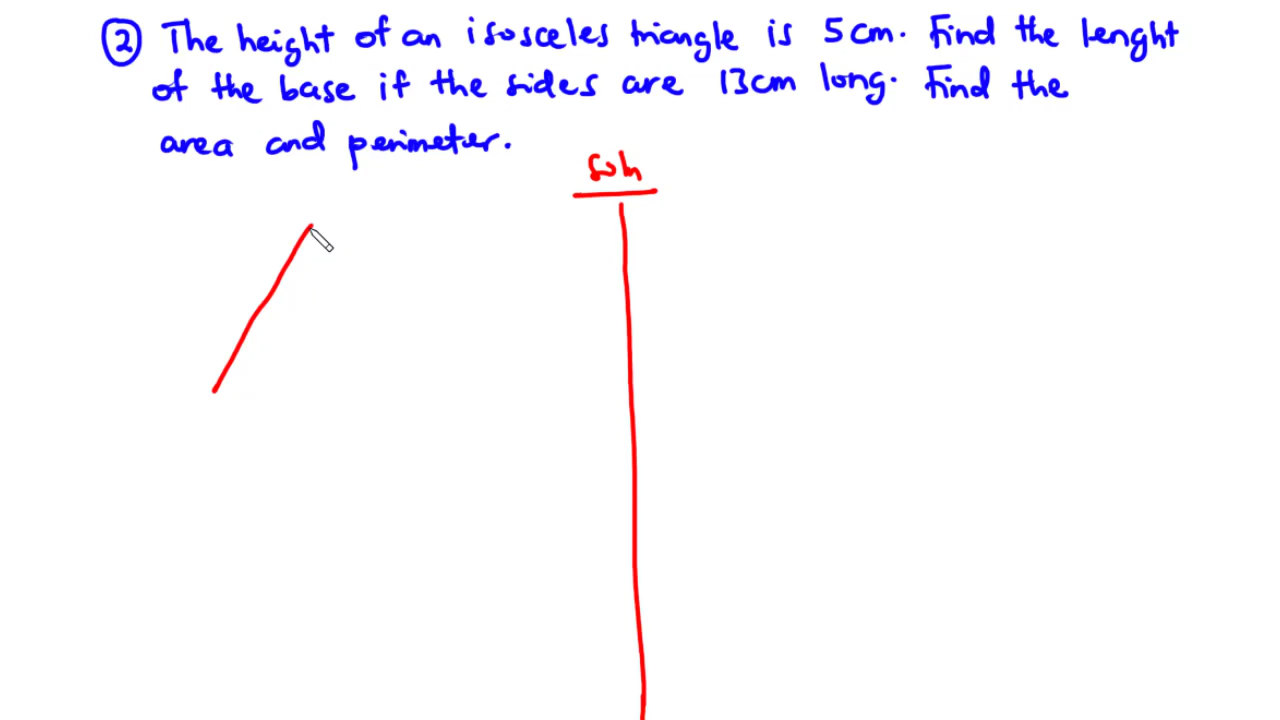 ② The height of an isosceles triangle is 5cm. Find the lenght
of the base if the sides are 13cm long. Find the
area and perimeter.
soln